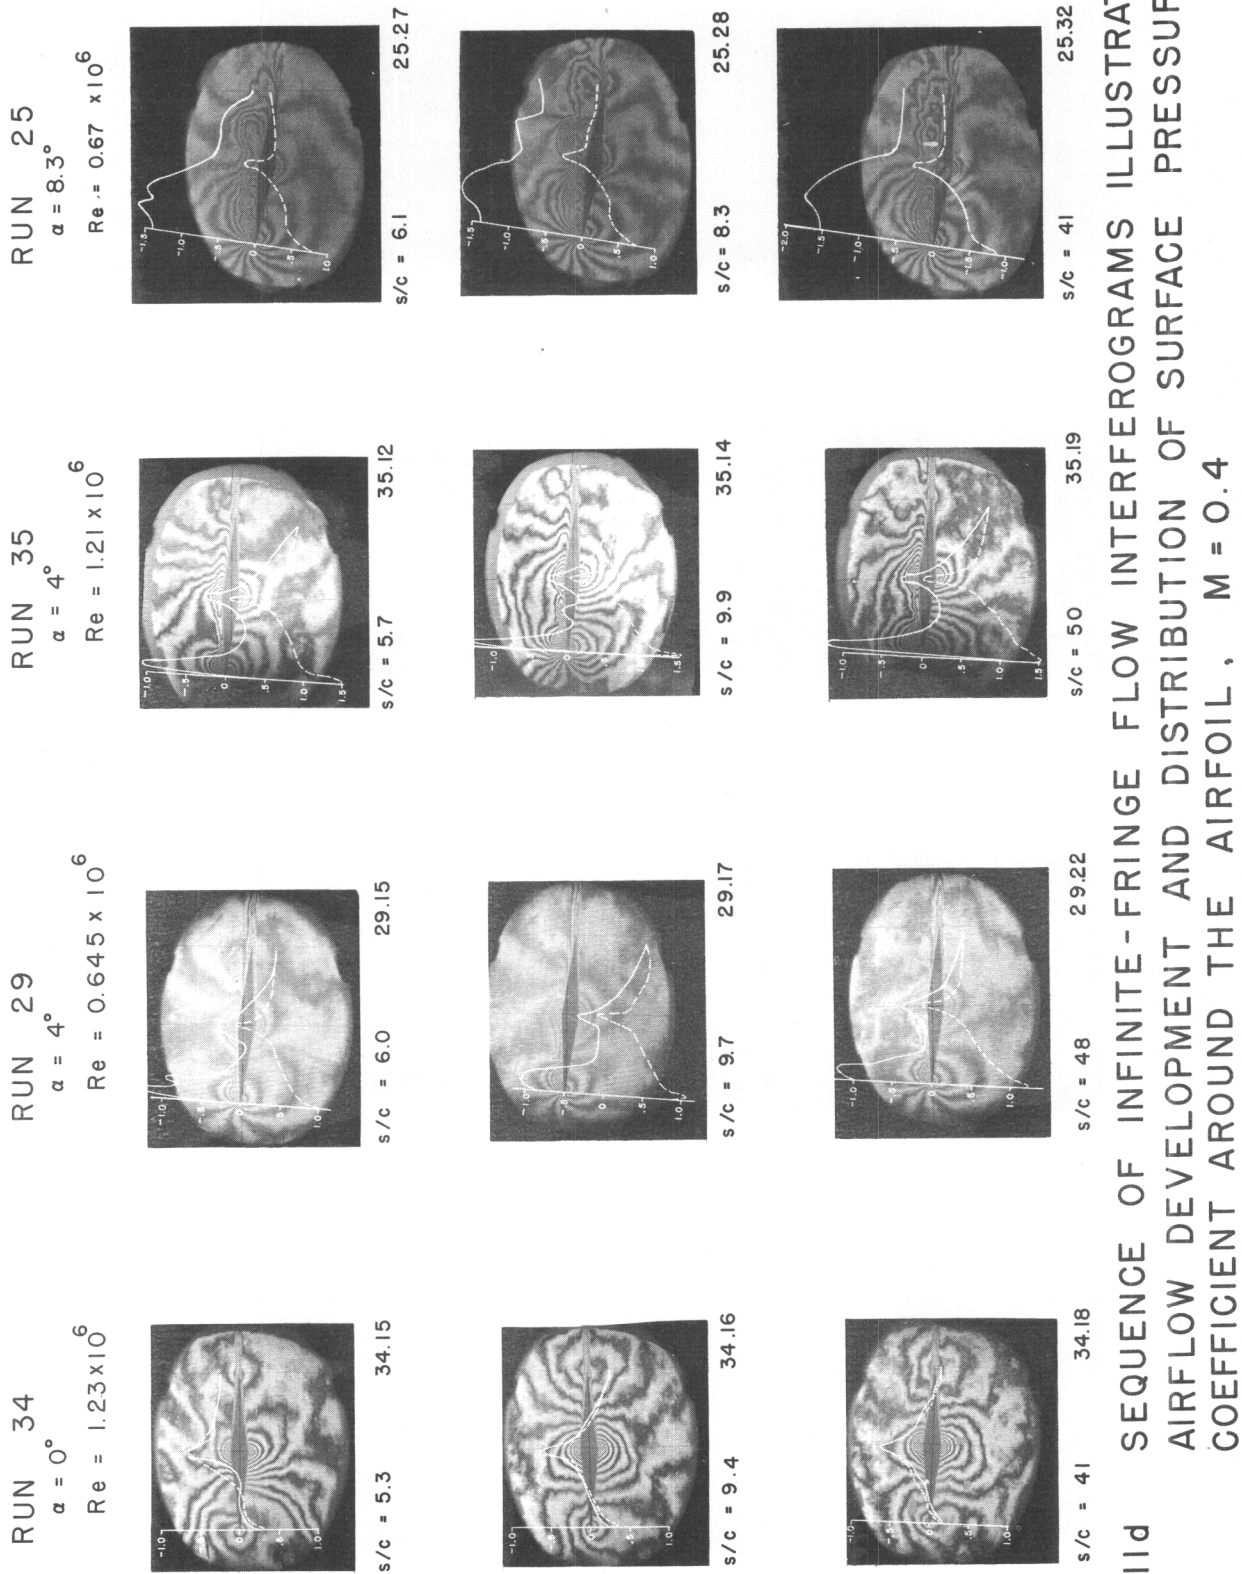 RUN 34
α = 0°
Re = 1.23 x 10⁶
s/c = 5.3 34.15
s/c = 9.4 34.16
s/c = 41 34.18
RUN 29
α = 4°
Re = 0.645 x 10⁶
s/c = 6.0 29.15
s/c = 9.7 29.17
s/c = 48 29.22
RUN 35
α = 4°
Re = 1.21 x 10⁶
s/c = 5.7 35.12
s/c = 9.9 35.14
s/c = 50 35.19
RUN 25
α = 8.3°
Re = 0.67 x 10⁶
s/c = 6.1 25.27
s/c = 8.3 25.28
s/c = 41 25.32
11d SEQUENCE OF INFINITE-FRINGE FLOW INTERFEROGRAMS ILLUSTRAT
AIRFLOW DEVELOPMENT AND DISTRIBUTION OF SURFACE PRESSUR
COEFFICIENT AROUND THE AIRFOIL, M = 0.4